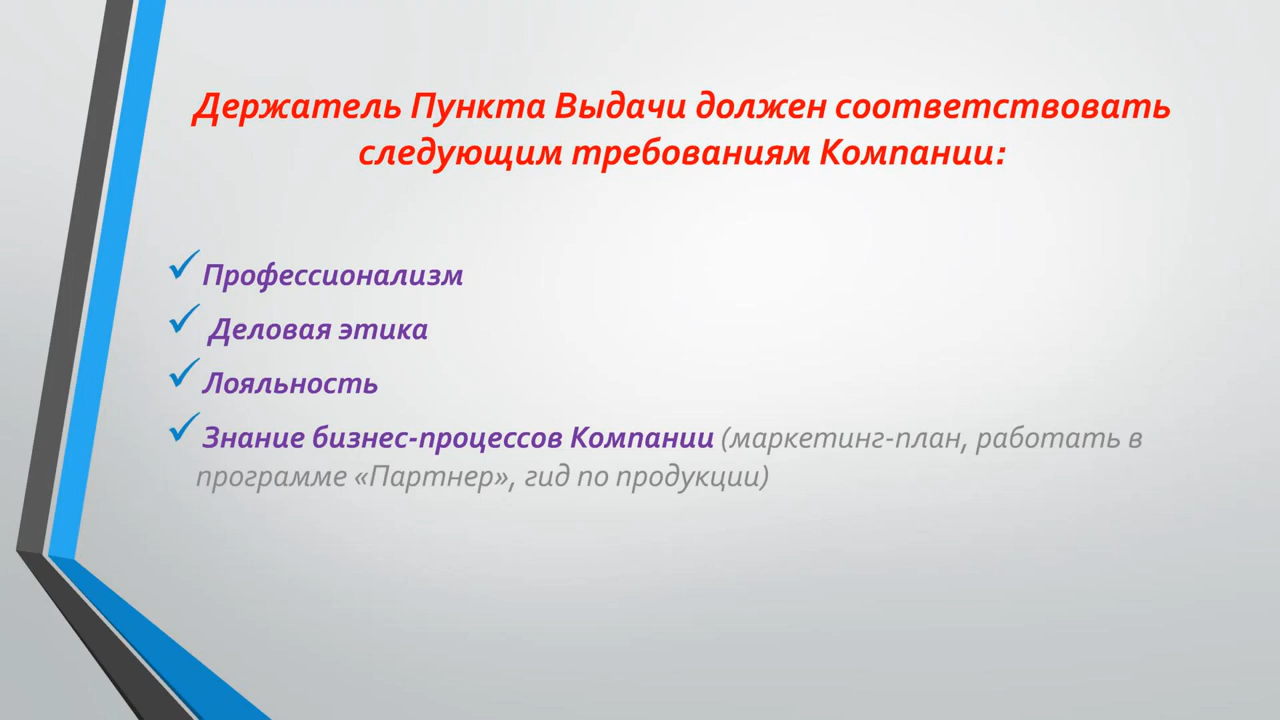 Держатель Пункта Выдачи должен соответствовать
следующим требованиям Компании:
Профессионализм
Деловая этика
Лояльность
Знание бизнес-процессов Компании (маркетинг-план, работать в
программе «Партнер», гид по продукции)